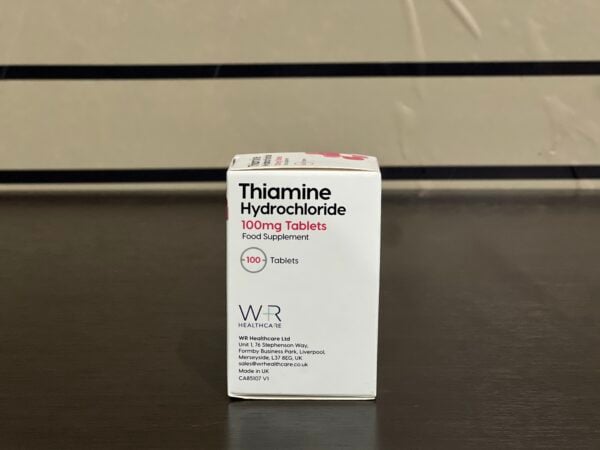 Thiamine
Hydrochloride
100mg Tablets
Food Supplement
100 Tablets
W+R
HEALTHCARE
WR Healthcare Ltd
Unit 1, 76 Stephenson Way,
Formby Business Park, Liverpool,
Merseyside, L37 8EG, UK
sales@wrhealthcare.co.uk
Made in UK
CA85107 V1